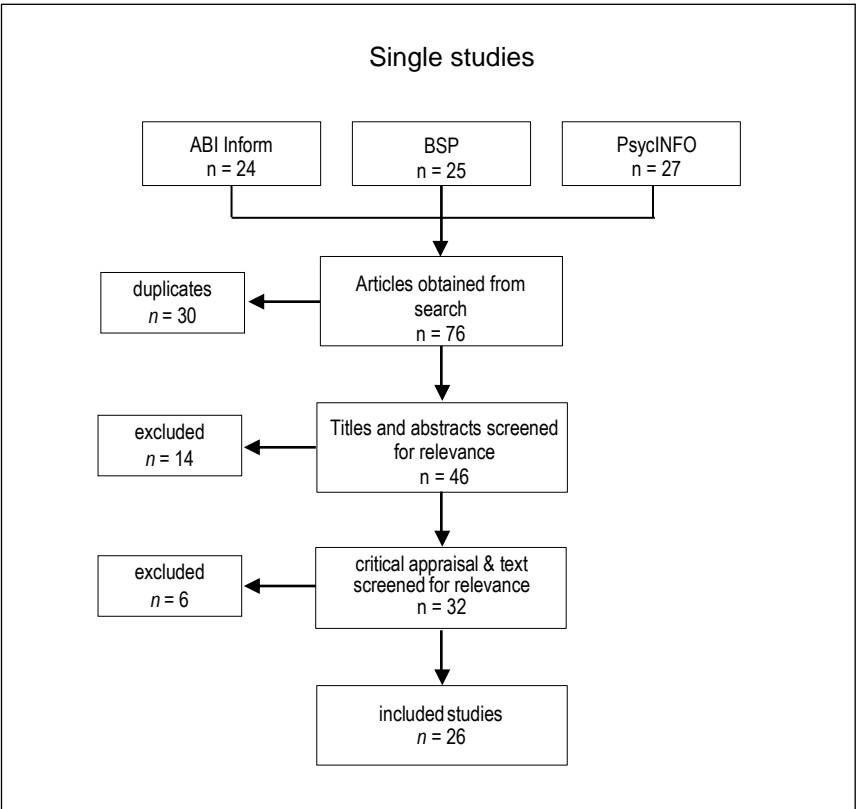 Single studies
ABI Inform
n = 24
BSP
n = 25
PsycINFO
n = 27
Articles obtained from
search
n = 76
duplicates
n = 30
Titles and abstracts screened
for relevance
n = 46
excluded
n = 14
critical appraisal & text
screened for relevance
n = 32
excluded
n = 6
included studies
n = 26